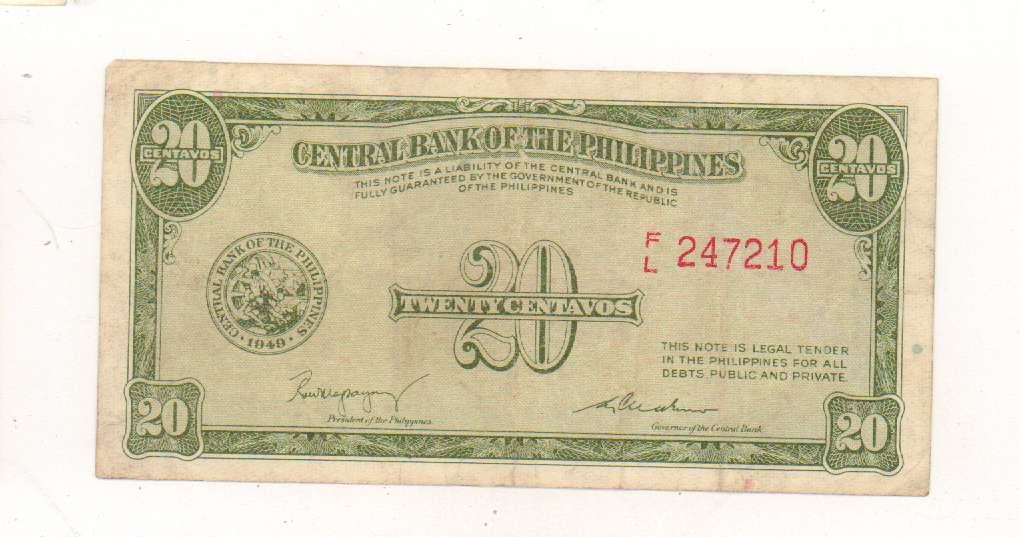 20
CENTAVOS
20
CENTAVOS
CENTRAL BANK OF THE PHILIPPINES
THIS NOTE IS A LIABILITY OF THE CENTRAL BANK AND IS
FULLY GUARANTEED BY THE GOVERNMENT OF THE REPUBLIC
OF THE PHILIPPINES
F
L 247210
CENTRAL BANK OF THE PHILIPPINES
· 1949 ·
20
TWENTY CENTAVOS
THIS NOTE IS LEGAL TENDER
IN THE PHILIPPINES FOR ALL
DEBTS, PUBLIC AND PRIVATE.
President of the Philippines.
Governor of the Central Bank
20
20